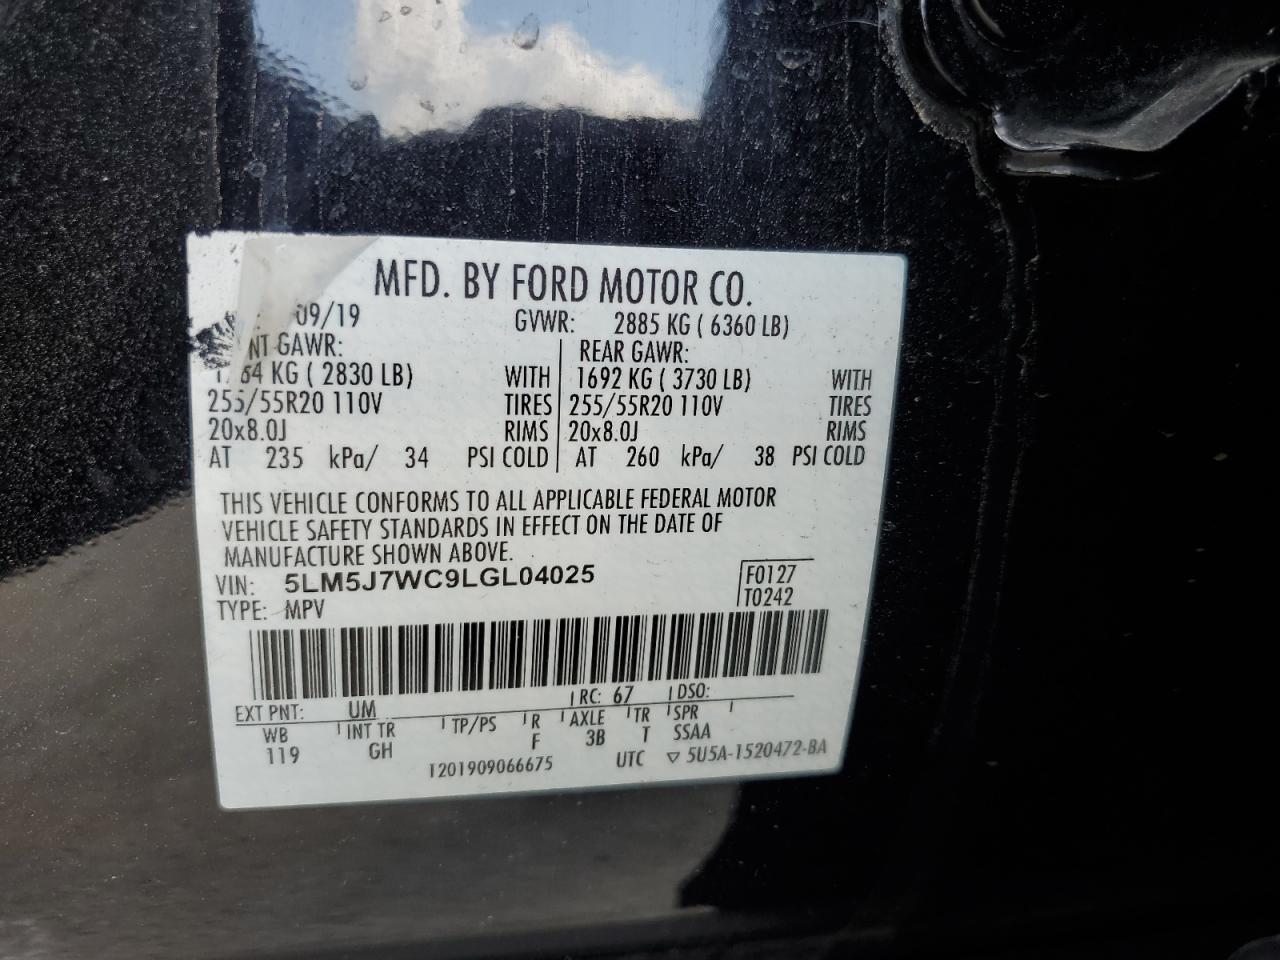 MFD. BY FORD MOTOR CO.
09/19 GVWR: 2885 KG ( 6360 LB)
GAWR: REAR GAWR:
KG ( 2830 LB) WITH 1692 KG ( 3730 LB) WITH
255/55R20 110V TIRES 255/55R20 110V TIRES
20x8.0J RIMS 20x8.0J RIMS
AT 235 kPa/ 34 PSI COLD AT 260 kPa/ 38 PSI COLD
THIS VEHICLE CONFORMS TO ALL APPLICABLE FEDERAL MOTOR
VEHICLE SAFETY STANDARDS IN EFFECT ON THE DATE OF
MANUFACTURE SHOWN ABOVE.
VIN: 5LM5J7WC9LGL04025 F0127
TYPE: MPV T0242
EXT PNT: UM RC: 67 DSO:
WB INT TR TP/PS R AXLE TR SPR
119 GH F 3B T SSAA
T201909066675 UTC ▽ 5U5A-1520472-BA